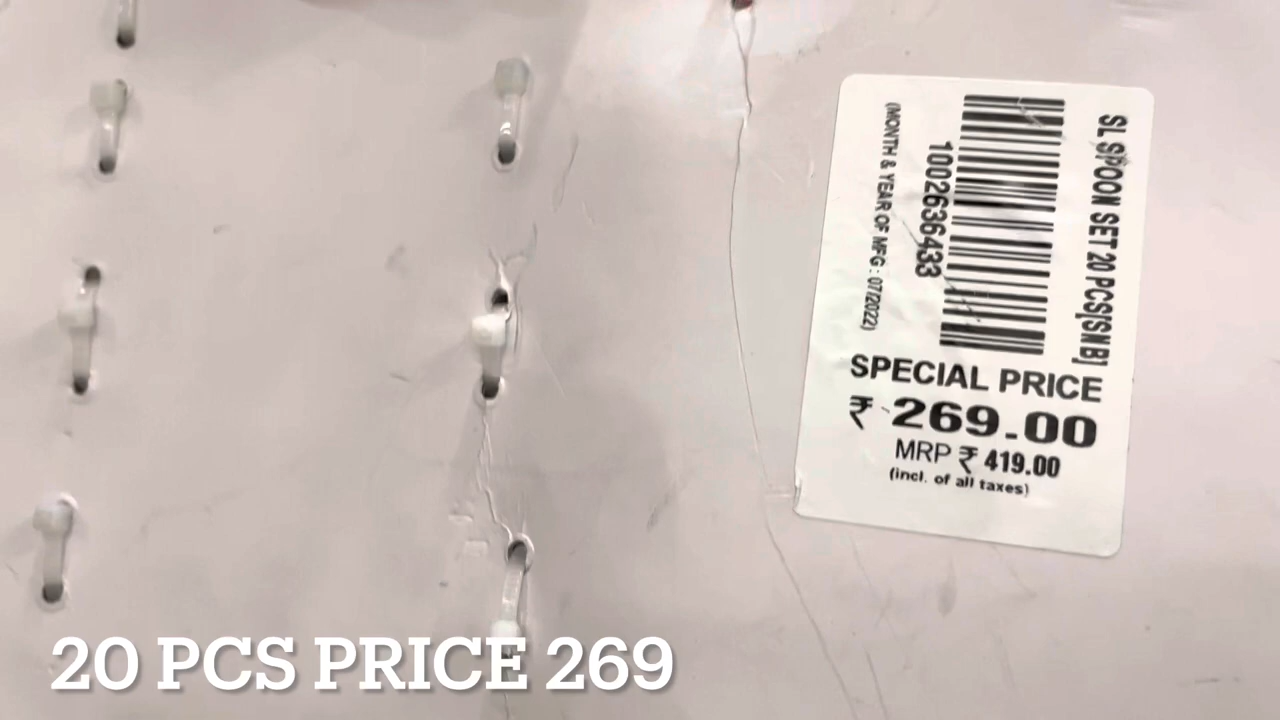 SL SPOON SET 20 PCS[SNB]
1002636433
(MONTH & YEAR OF MFG : 07/2022)
SPECIAL PRICE
₹ 269.00
MRP ₹ 419.00
(incl. of all taxes)
20 PCS PRICE 269